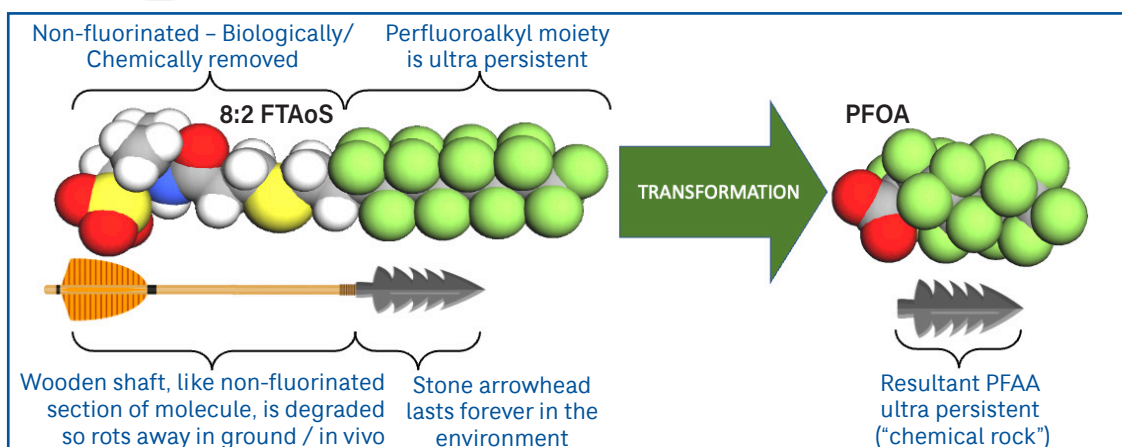 Non-fluorinated – Biologically/
Chemically removed
Perfluoroalkyl moiety
is ultra persistent
8:2 FTAoS
PFOA
TRANSFORMATION
Wooden shaft, like non-fluorinated
section of molecule, is degraded
so rots away in ground / in vivo
Stone arrowhead
lasts forever in the
environment
Resultant PFAA
ultra persistent
(“chemical rock”)